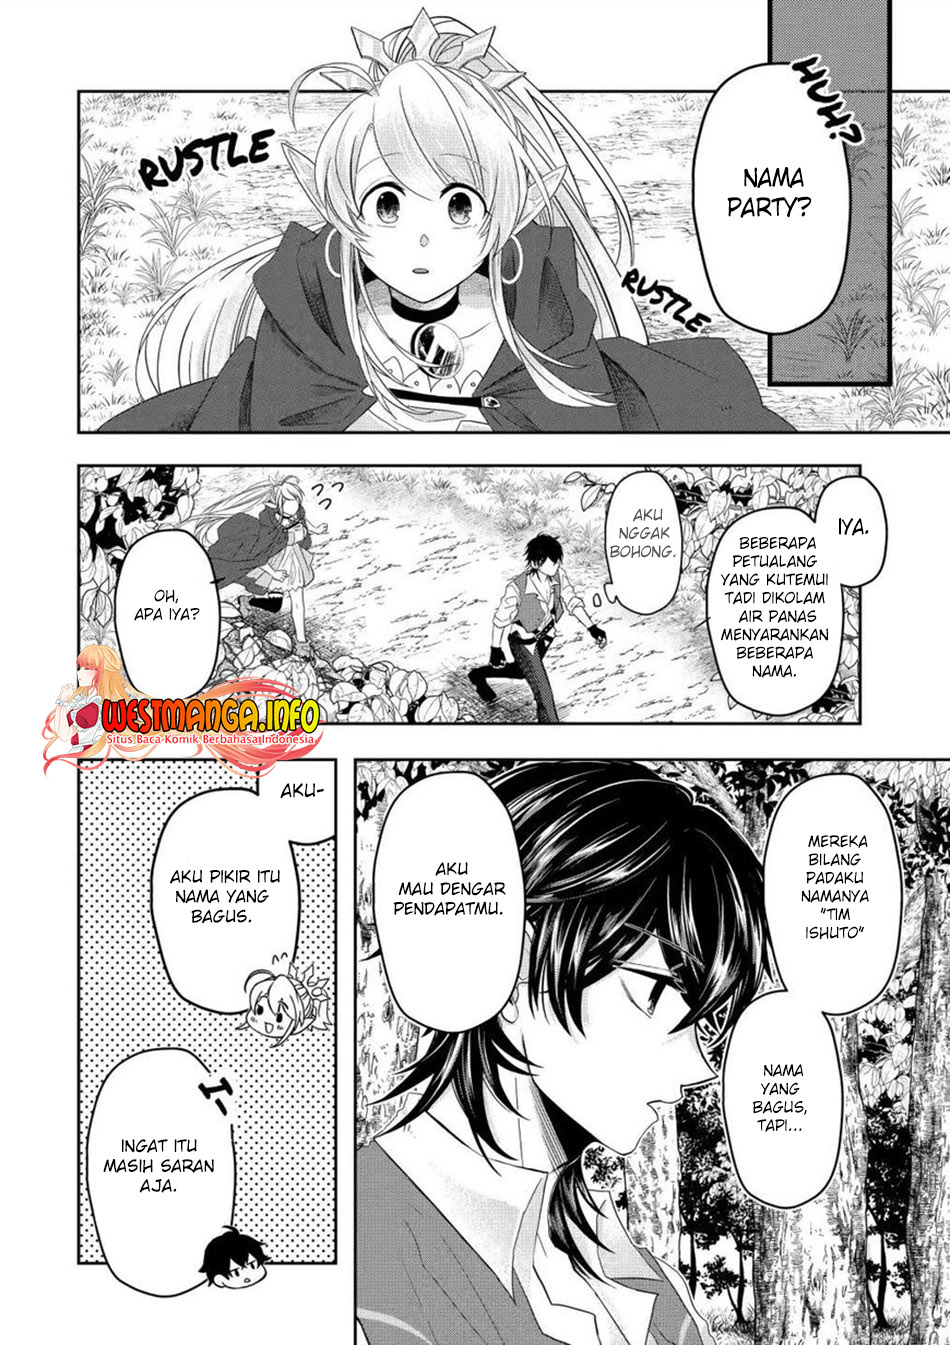 HUH?
NAMA
PARTY?
RUSTLE
RUSTLE
IYA.
BEBERAPA
PETUALANG
YANG KUTEMUI
TADI DIKOLAM
AIR PANAS
MENYARANKAN
BEBERAPA
NAMA.
AKU
NGGAK
BOHONG.
OH,
APA IYA?
WESTMANGA.INFO
Situs Baca Komik Berbahasa Indonesia
MEREKA
BILANG
PADAKU
NAMANYA
"TIM
ISHUTO"
NAMA
YANG
BAGUS,
TAPI...
AKU
MAU DENGAR
PENDAPATMU.
AKU-
AKU PIKIR ITU
NAMA YANG
BAGUS.
I-
INGAT ITU
MASIH SARAN
AJA.